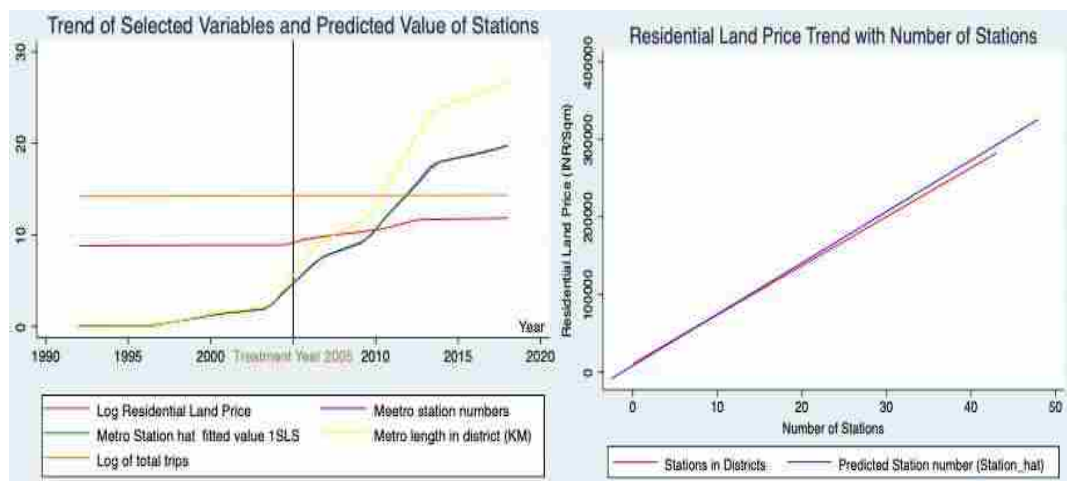 Trend of Selected Variables and Predicted Value of Stations
30
20
10
0
Year
1990
1995
2000
Treatment Year 2005
2010
2015
2020
Log Residential Land Price
Meetro station numbers
Metro Station hat fitted value 1SLS
Metro length in district (KM)
Log of total trips
Residential Land Price Trend with Number of Stations
Residential Land Price (INR/Sqm)
400000
300000
200000
100000
0
0
10
20
30
40
50
Number of Stations
Stations in Districts
Predicted Station number (Station_hat)